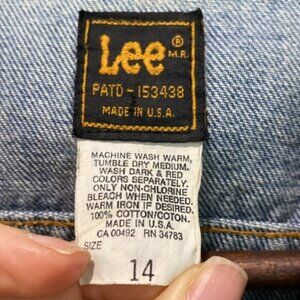 Lee ® M.R.
PATD - 153438
MADE IN U.S.A.
MACHINE WASH WARM,
TUMBLE DRY MEDIUM.
WASH DARK & RED
COLORS SEPARATELY.
ONLY NON-CHLORINE
BLEACH WHEN NEEDED.
WARM IRON IF DESIRED.
100% COTTON/COTON.
MADE IN U.S.A.
CA 00492 RN 34783
SIZE
14